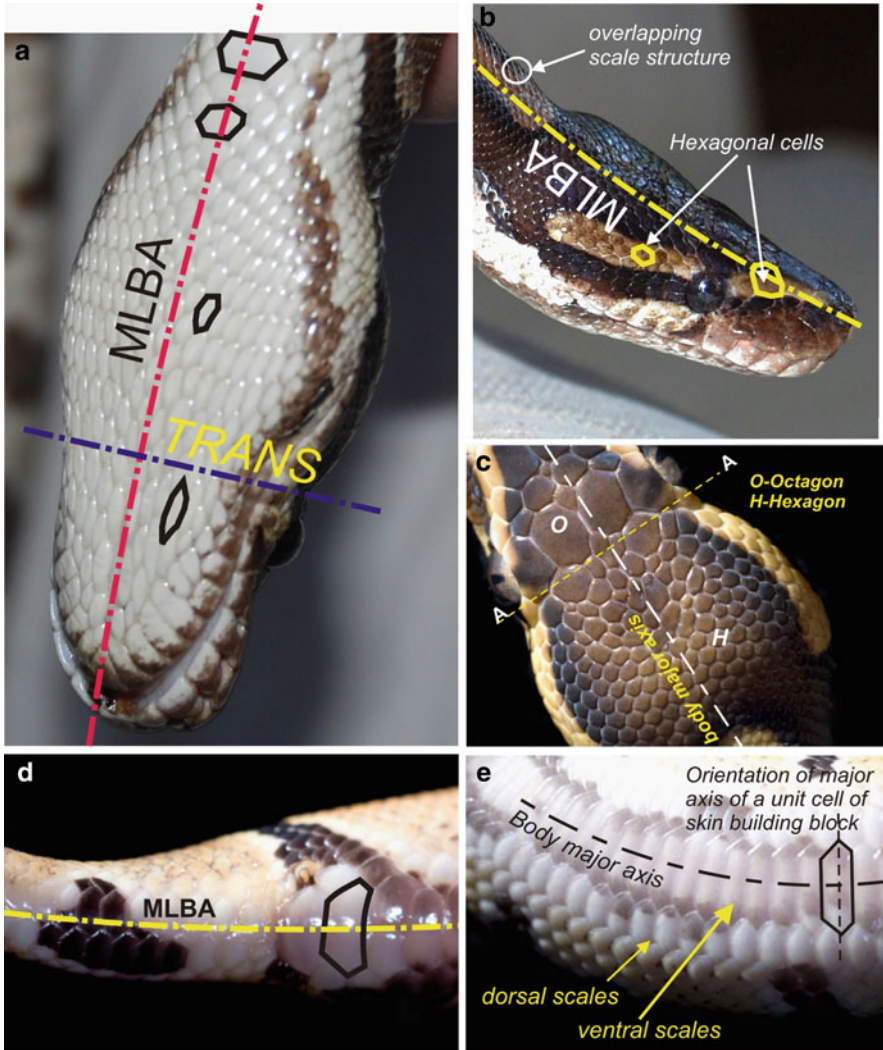 a
MLBA
TRANS
b
overlapping
scale structure
Hexagonal cells
MLBA
c
A
O-Octagon
H-Hexagon
O
A
H
body major axis
d
MLBA
e
Orientation of major
axis of a unit cell of
skin building block
Body major axis
dorsal scales
ventral scales